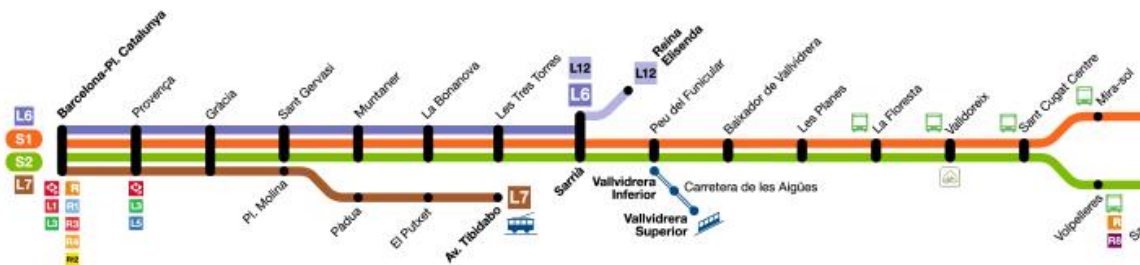 Barcelona-Pl. Catalunya
Provença
Gràcia
Sant Gervasi
Muntaner
La Bonanova
Les Tres Torres
L12
L6
Reina
Elisenda
L12
Peu del Funicular
Baixador de Vallvidrera
Les Planes
La Floresta
Valldoreix
Sant Cugat Centre
Mira-sol
L6
S1
S2
L7
L1
L3
R
R1
R3
R4
L3
L5
Pl. Molina
Pàdua
El Putxet
Av. Tibidabo
L7
Sarrià
Vallvidrera
Inferior
Carretera de les Aigües
Vallvidrera
Superior
Volpelleres
R
R8